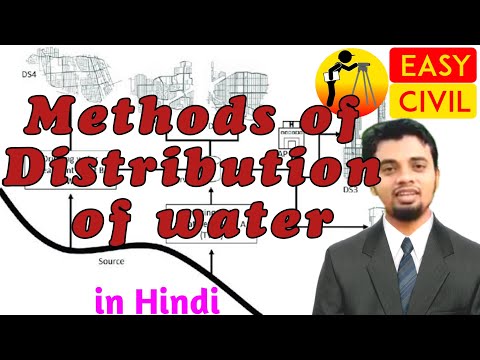 DS4
EASY
CIVIL
Methods of
Distribution
of water
DS3
Source
in Hindi